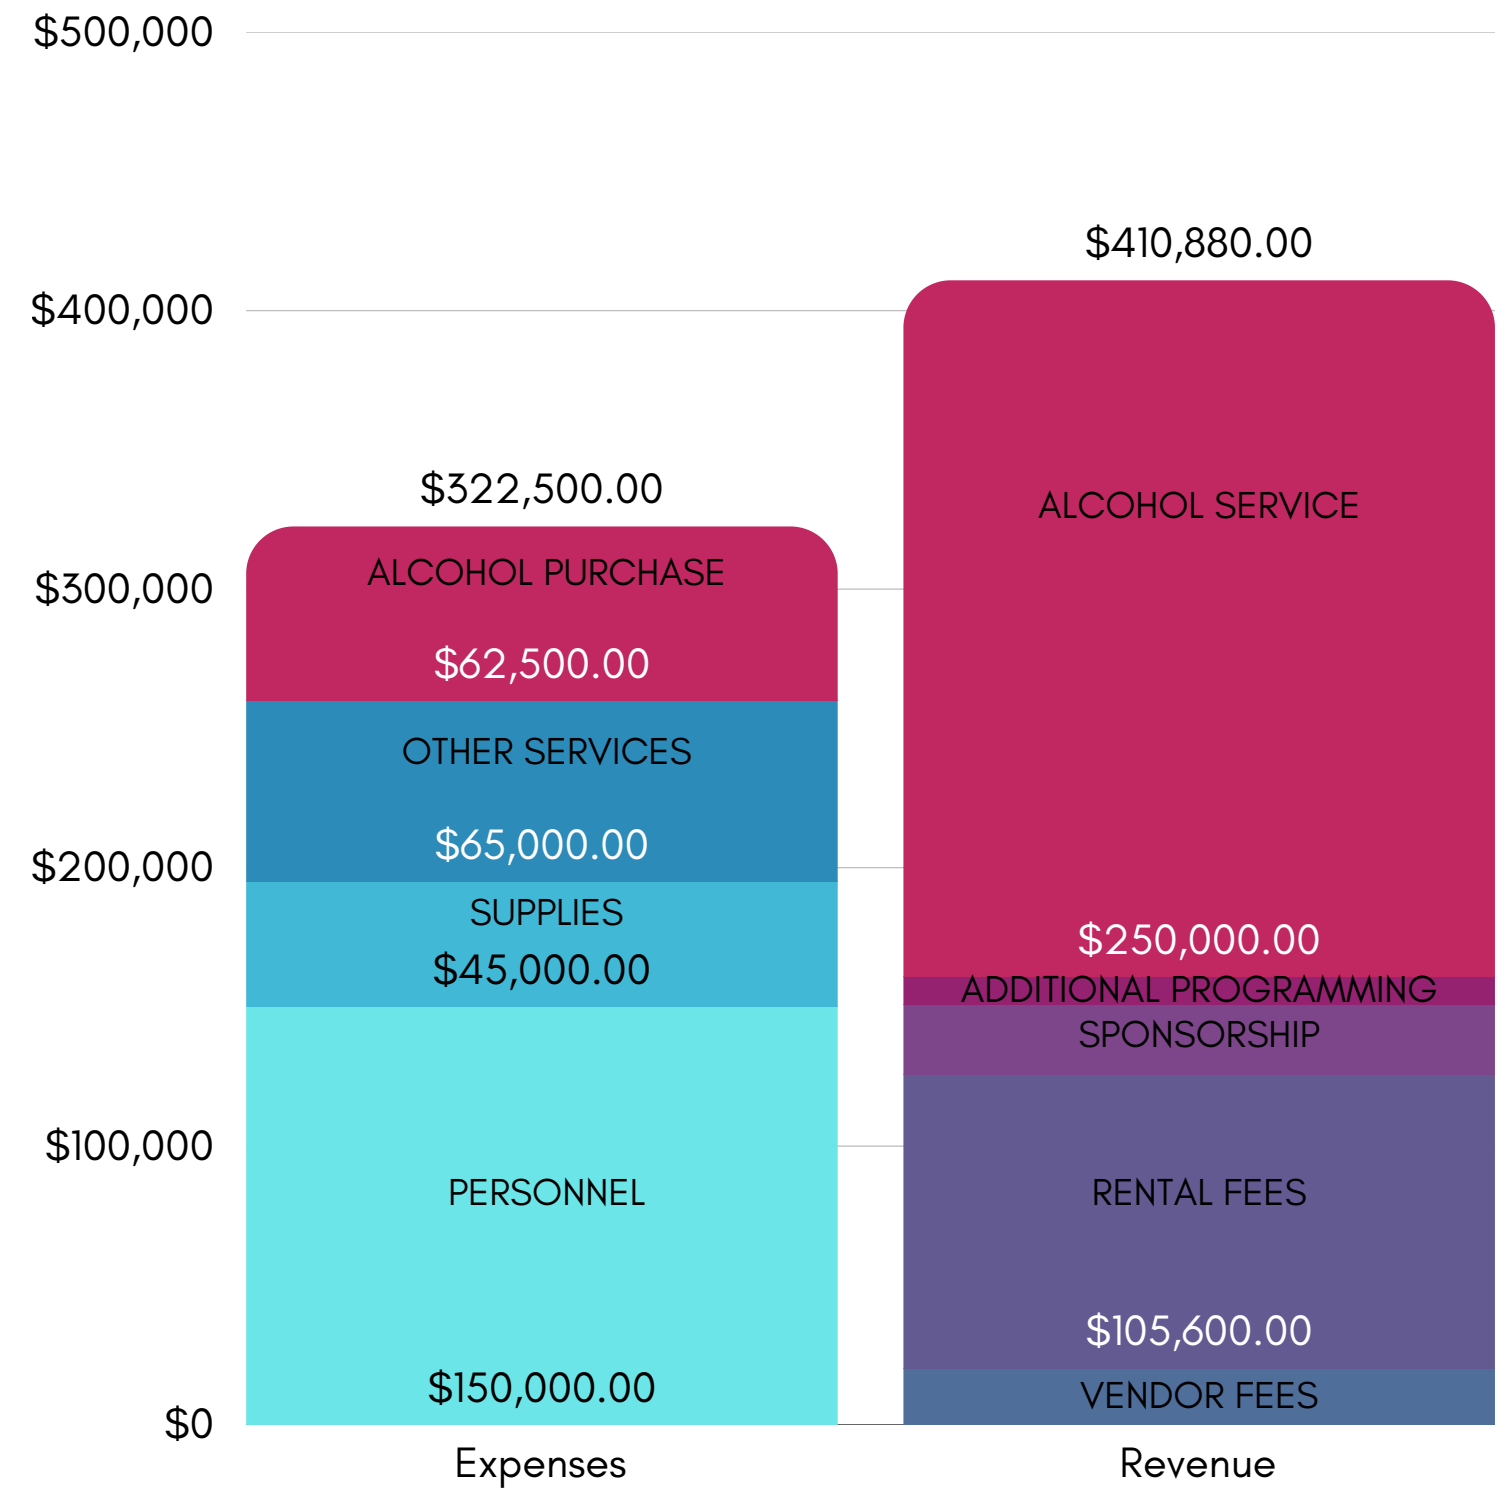 $500,000
$400,000
$300,000
$200,000
$100,000
$0
$322,500.00
ALCOHOL PURCHASE
$62,500.00
OTHER SERVICES
$65,000.00
SUPPLIES
$45,000.00
PERSONNEL
$150,000.00
Expenses
$410,880.00
ALCOHOL SERVICE
$250,000.00
ADDITIONAL PROGRAMMING
SPONSORSHIP
RENTAL FEES
$105,600.00
VENDOR FEES
Revenue